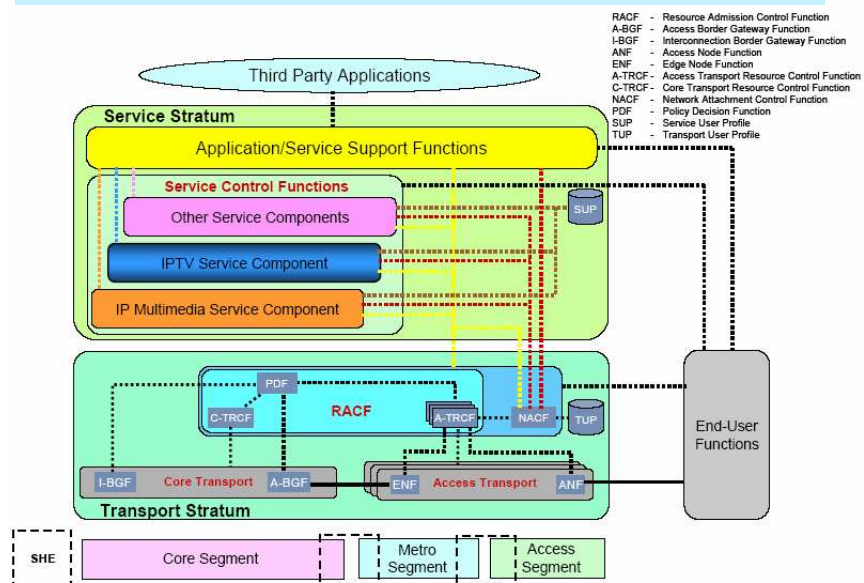 RACF - Resource Admission Control Function
A-BGF - Access Border Gateway Function
I-BGF - Interconnection Border Gateway Function
ANF - Access Node Function
ENF - Edge Node Function
A-TRCF - Access Transport Resource Control Function
C-TRCF - Core Transport Resource Control Function
NACF - Network Attachment Control Function
PDF - Policy Decision Function
SUP - Service User Profile
TUP - Transport User Profile
Third Party Applications
Service Stratum
Application/Service Support Functions
Service Control Functions
Other Service Components
SUP
IPTV Service Component
IP Multimedia Service Component
PDF
C-TRCF
RACF
A-TRCF
NACF
TUP
End-User
Functions
I-BGF
Core Transport
A-BGF
ENF
Access Transport
ANF
Transport Stratum
SHE
Core Segment
Metro
Segment
Access
Segment